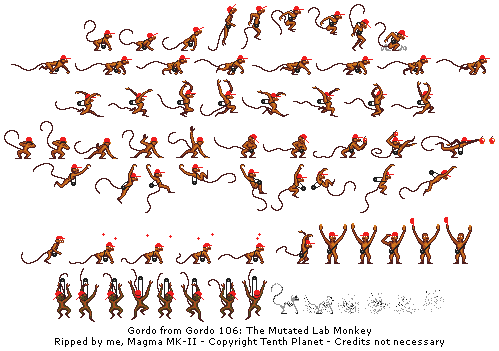 Gordo from Gordo 106: The Mutated Lab Monkey
Ripped by me, Magma MK-II - Copyright Tenth Planet - Credits not necessary